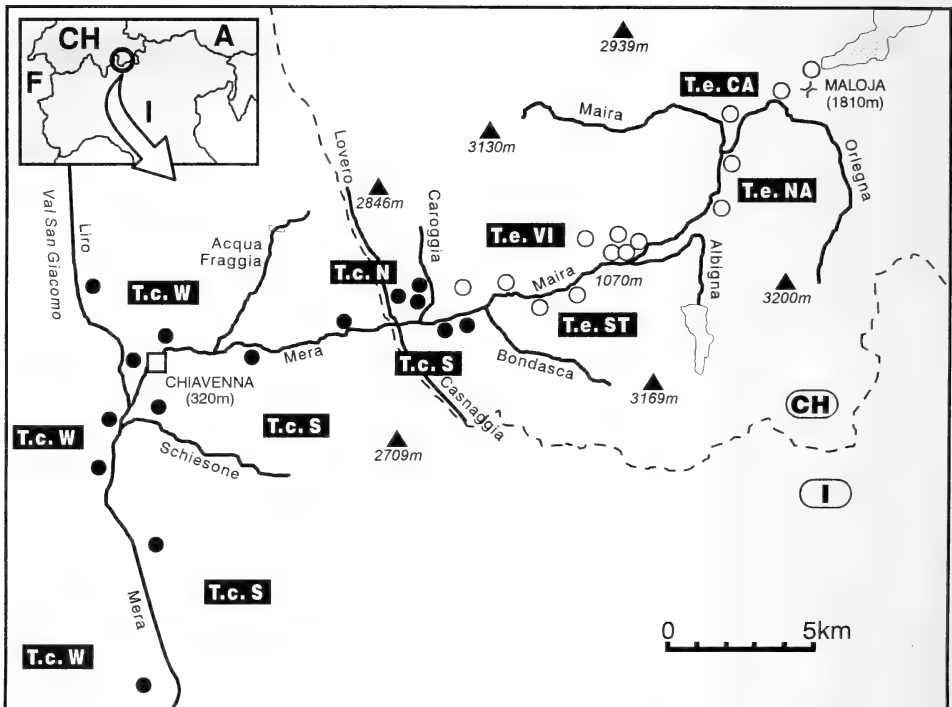 CH
A
F
I
2939m
T.e. CA
MALOJA
(1810m)
Maira
3130m
Orlegna
T.e. NA
Lovero
2846m
Caroggia
Val San Giacomo
Liro
Acqua
Fraggia
T.e. VI
Albigna
T.c. N
Maira
1070m
3200m
T.c. W
T.e. ST
Mera
Bondasca
CHIAVENNA
(320m)
T.c. S
3169m
CH
Casnaggia
T.c. W
T.c. S
Schiesone
2709m
I
Mera
T.c. S
T.c. W
0
5km